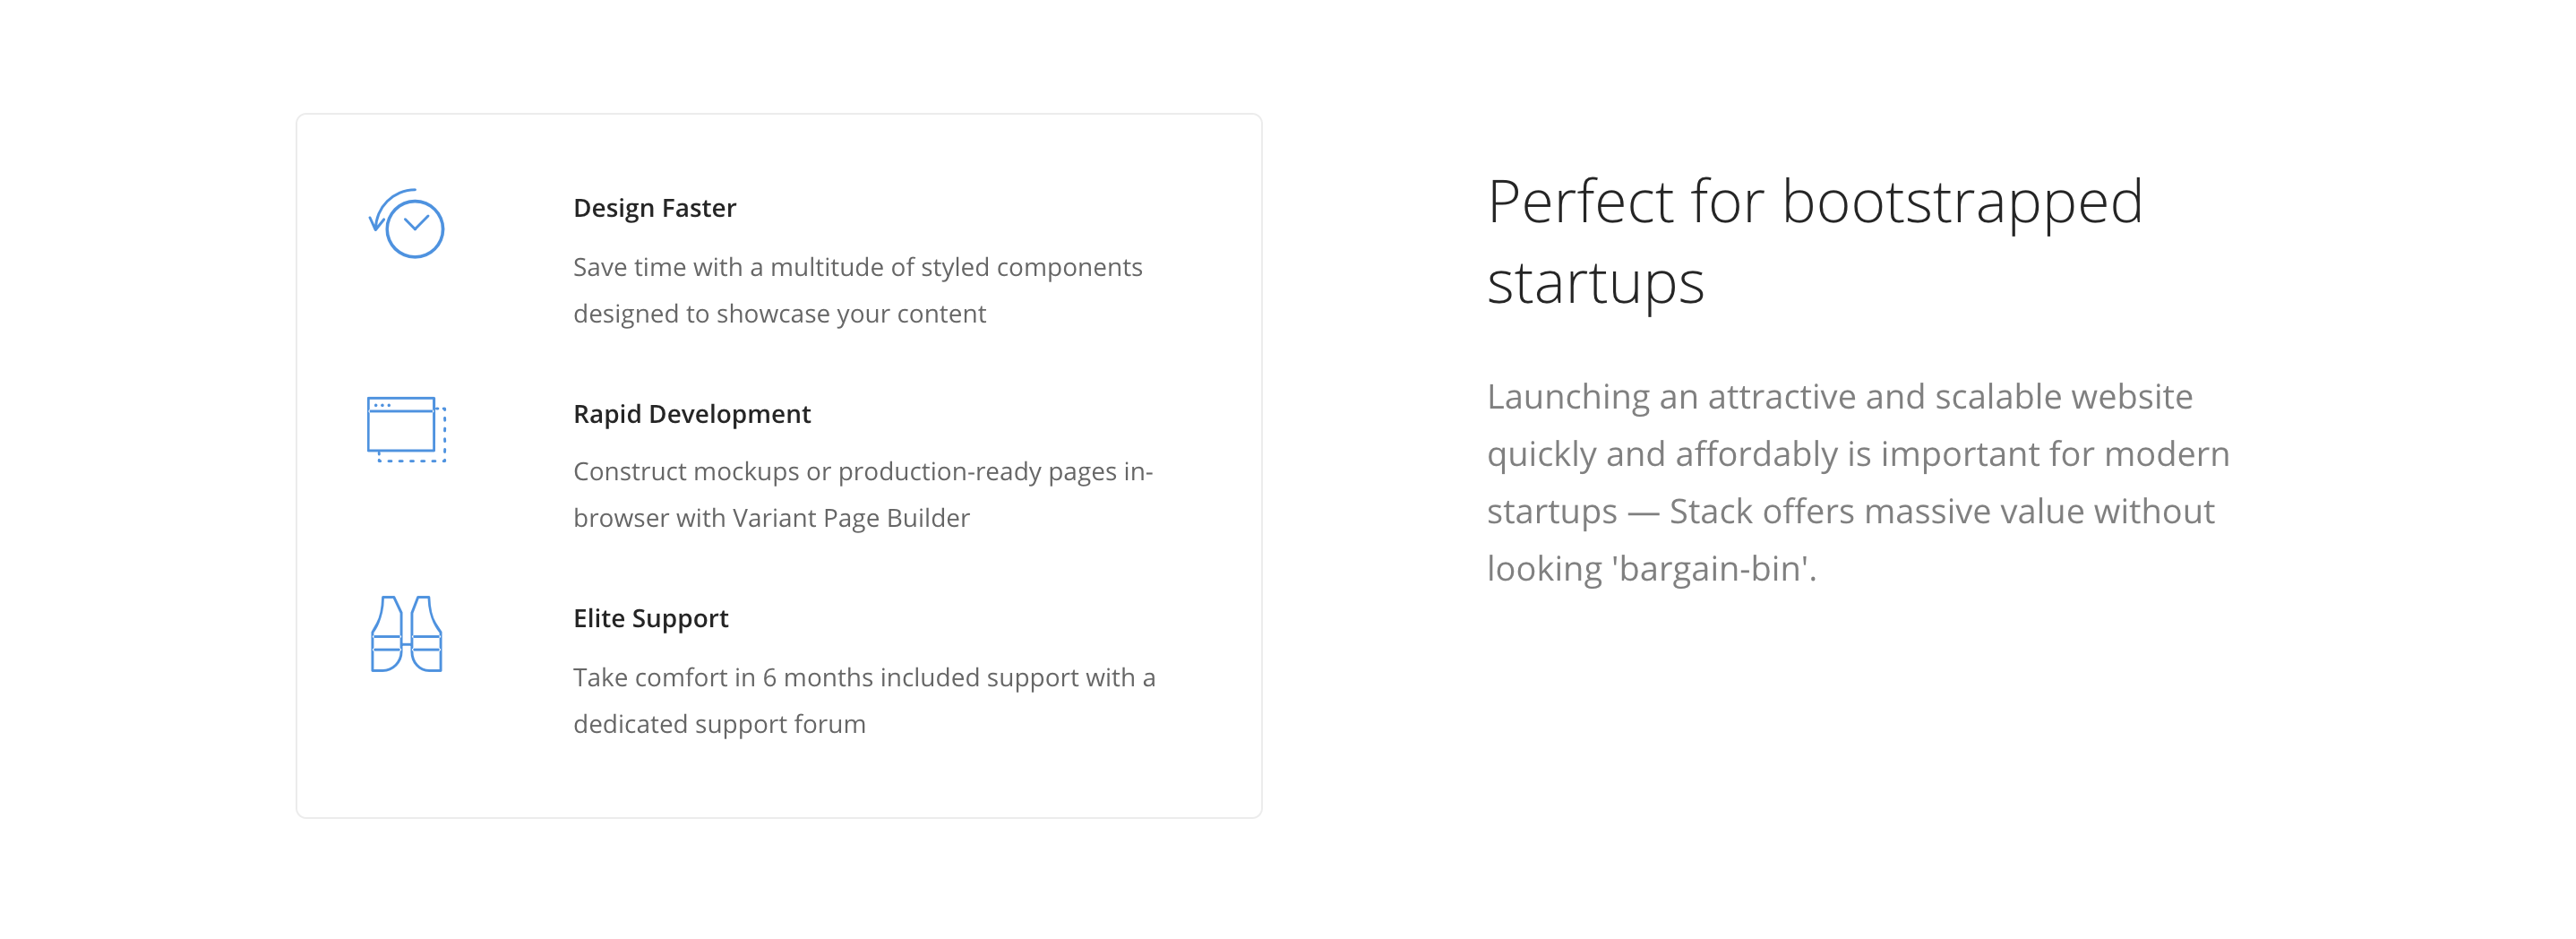 Design Faster
Save time with a multitude of styled components
designed to showcase your content
Rapid Development
Construct mockups or production-ready pages in-
browser with Variant Page Builder
Elite Support
Take comfort in 6 months included support with a
dedicated support forum
Perfect for bootstrapped
startups
Launching an attractive and scalable website
quickly and affordably is important for modern
startups — Stack offers massive value without
looking 'bargain-bin'.